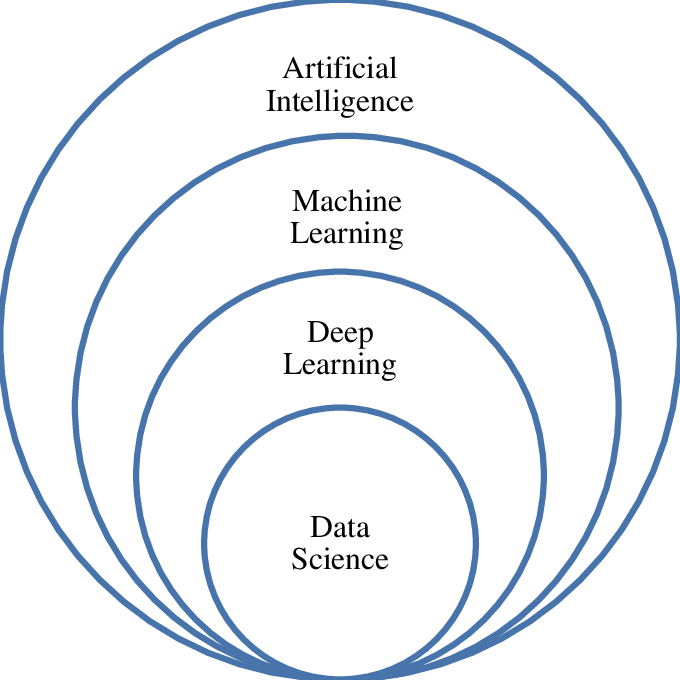 Artificial
Intelligence
Machine
Learning
Deep
Learning
Data
Science